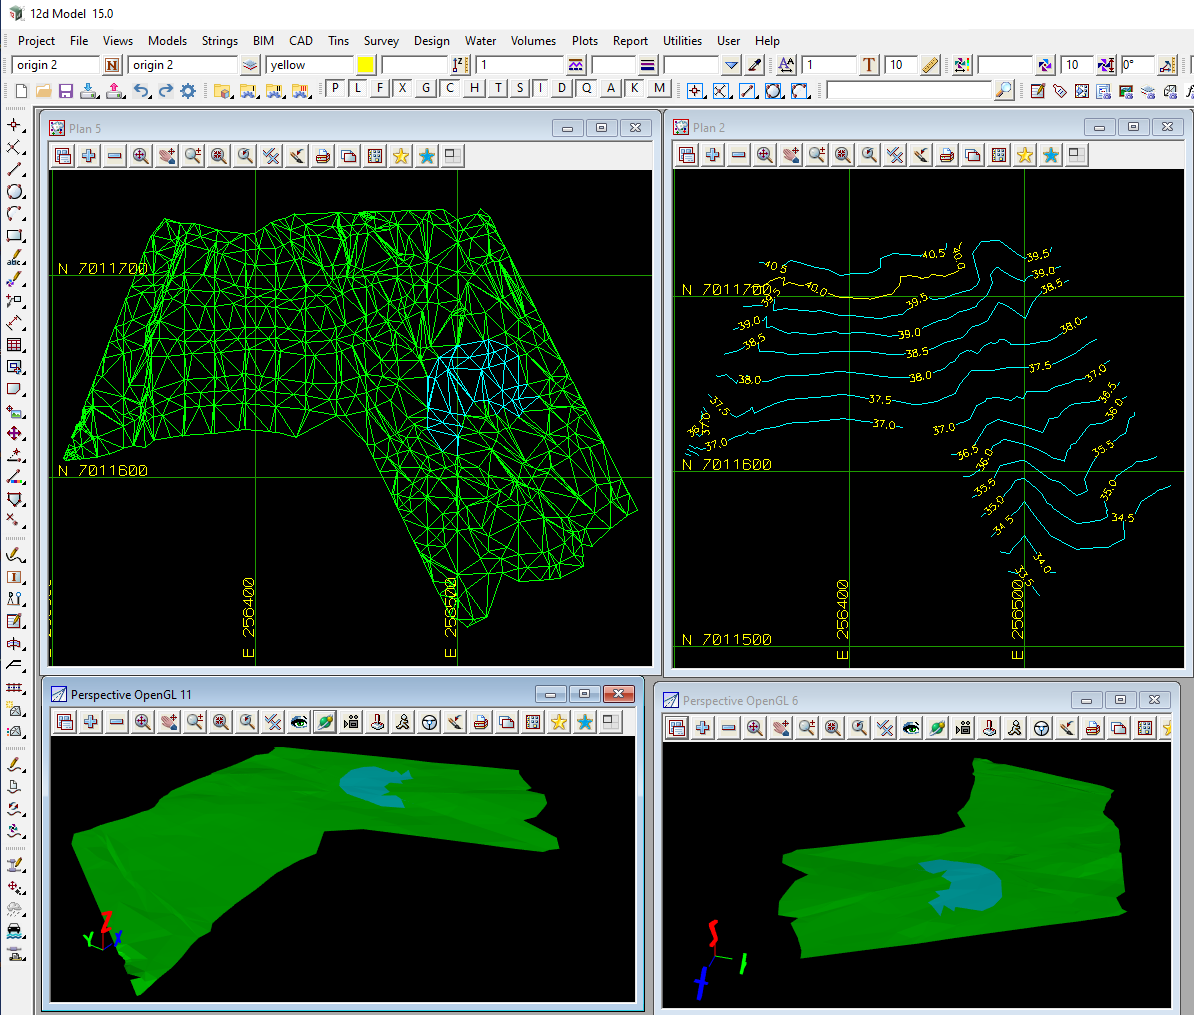 12d Model 15.0
Project File Views Models Strings BIM CAD Tins Survey Design Water Volumes Plots Report Utilities User Help
origin 2 N origin 2 yellow 1 1 T 10 10 0°
P L F X G C H T S I D Q A K M
abc
Plan 5
N 7011700
N 7011600
E 256400
E 256500
Plan 2
40.5
40.5
40.0
39.5
39.0
38.5
N 7011700
40.0
39.5
39.5
39.0
39.0
38.5
38.5
38.0
38.0
38.0
37.5
37.5
37.5
37.0
37.0
37.0
37.0
37.0
36.5
36.0
36.5
36.0
35.5
N 7011600
35.5
35.0
35.0
34.5
34.5
34.0
33.5
E 256400
E 256500
N 7011500
Perspective OpenGL 11
Z
Y
X
Perspective OpenGL 6